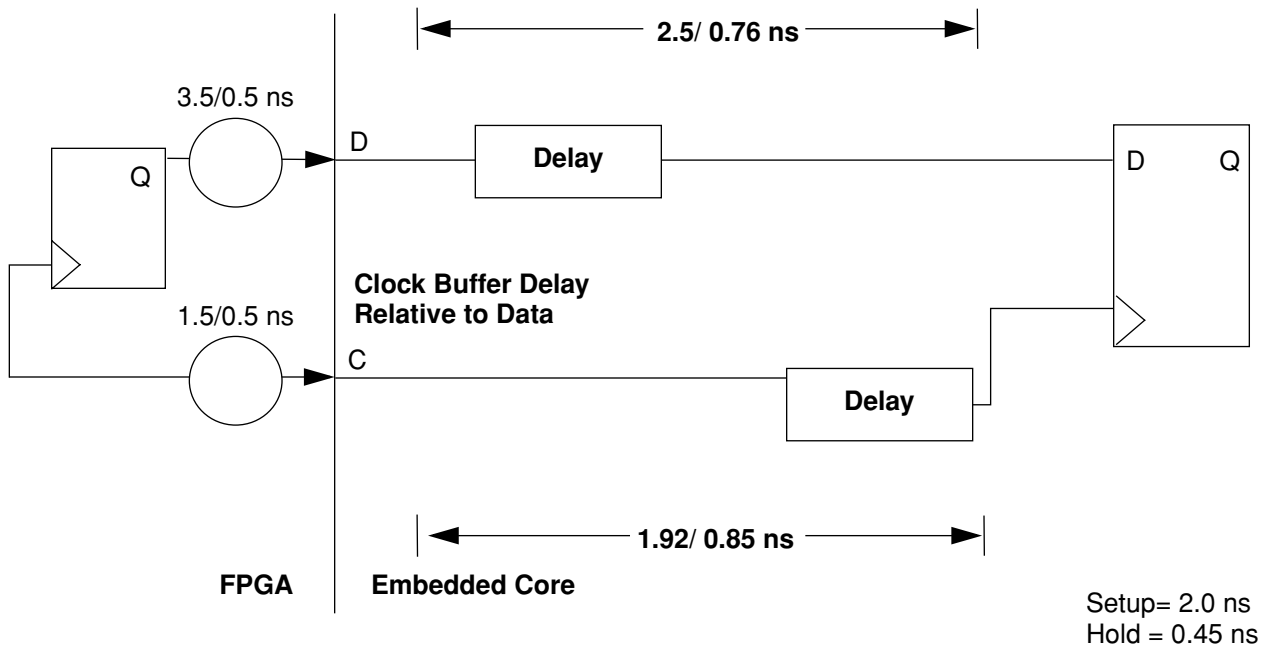 2.5/ 0.76 ns
3.5/0.5 ns
D
Delay
Q
D Q
Clock Buffer Delay
Relative to Data
1.5/0.5 ns
C
Delay
1.92/ 0.85 ns
FPGA Embedded Core
Setup= 2.0 ns
Hold = 0.45 ns